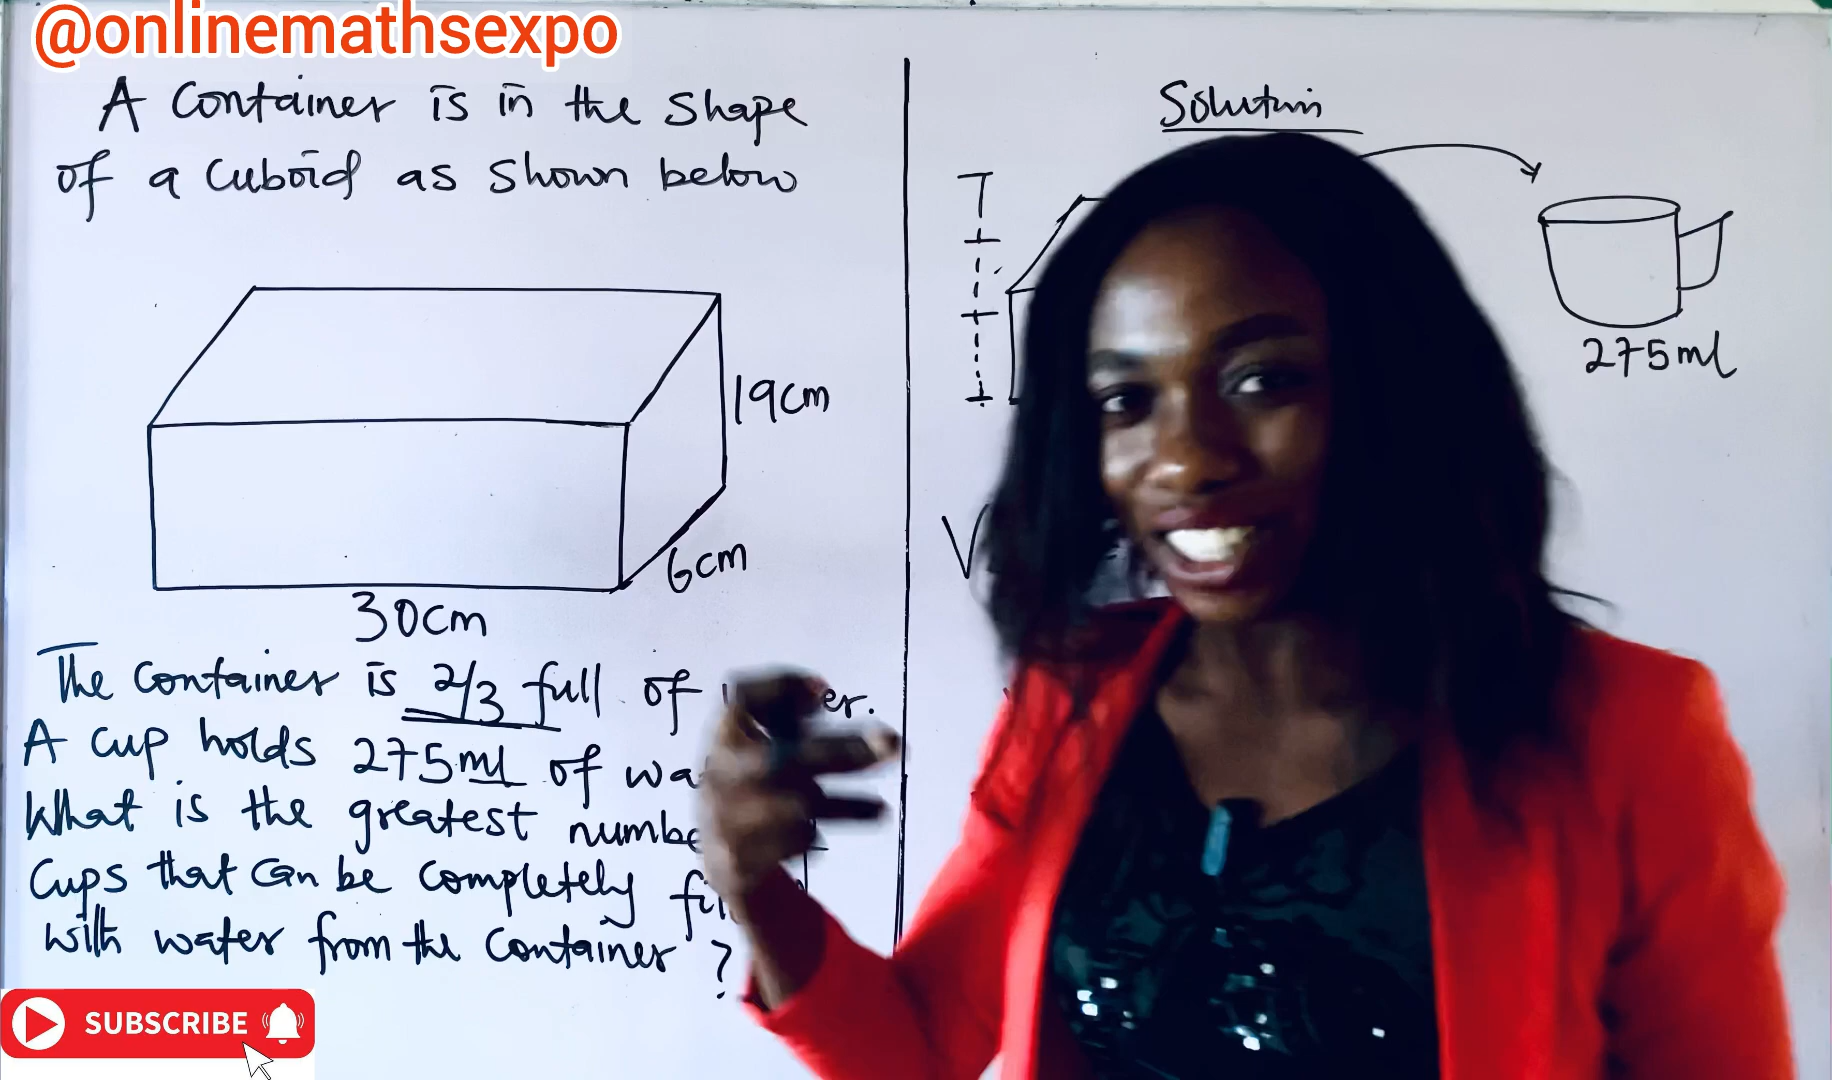 @onlinemathsexpo
A Container is in the shape
of a Cuboid as shown below
19cm
6cm
30cm
The Container is 2/3 full of
A cup holds 275ml of
What is the greatest
Cups that can be completely
with water from the Container ?
SUBSCRIBE
Solution
275ml
V